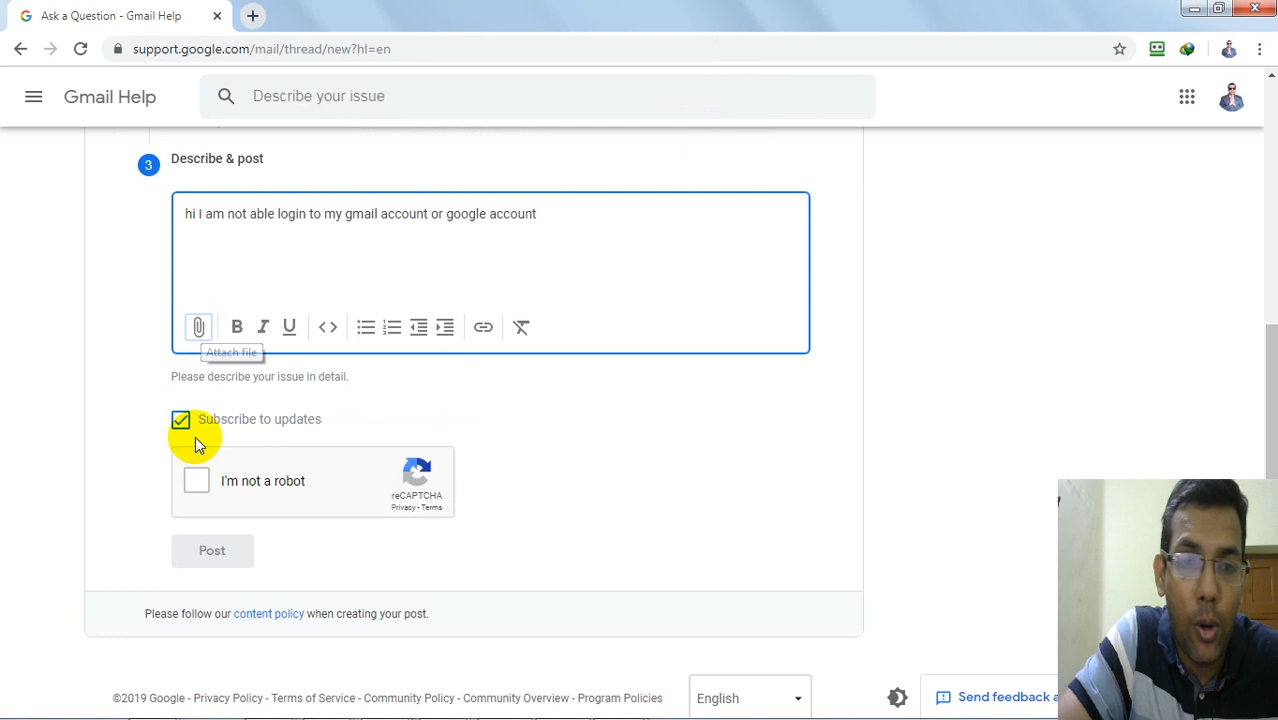 Ask a Question - Gmail Help
support.google.com/mail/thread/new?hl=en
Gmail Help
Describe your issue
3
Describe & post
hi I am not able login to my gmail account or google account
B I U
Attach file
Please describe your issue in detail.
Subscribe to updates
I'm not a robot
reCAPTCHA
Privacy - Terms
Post
Please follow our content policy when creating your post.
©2019 Google - Privacy Policy - Terms of Service - Community Policy - Community Overview - Program Policies
English
Send feedback a